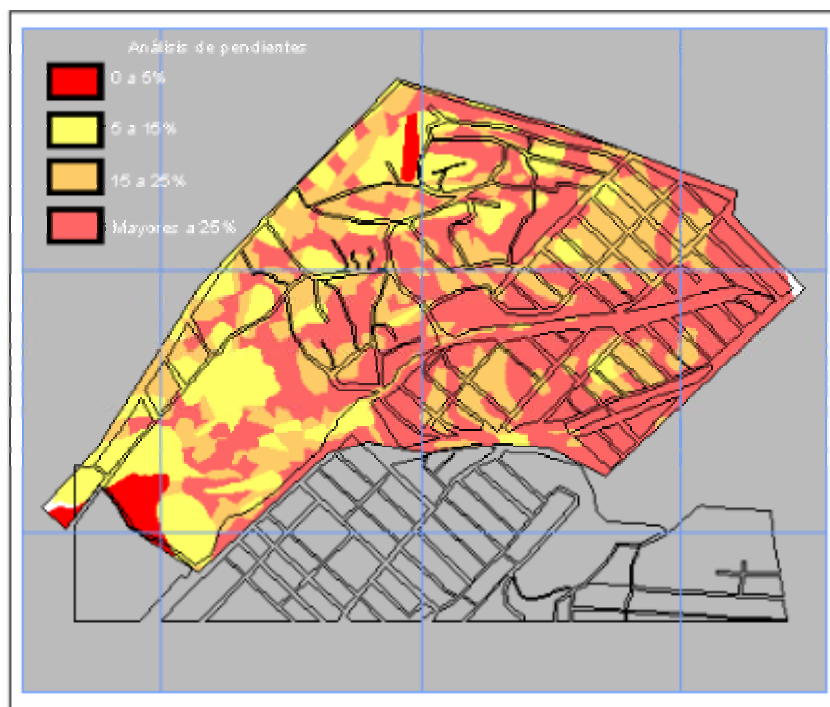 Análisis de pendientes
0 a 5%
5 a 15%
15 a 25%
Mayores a 25%